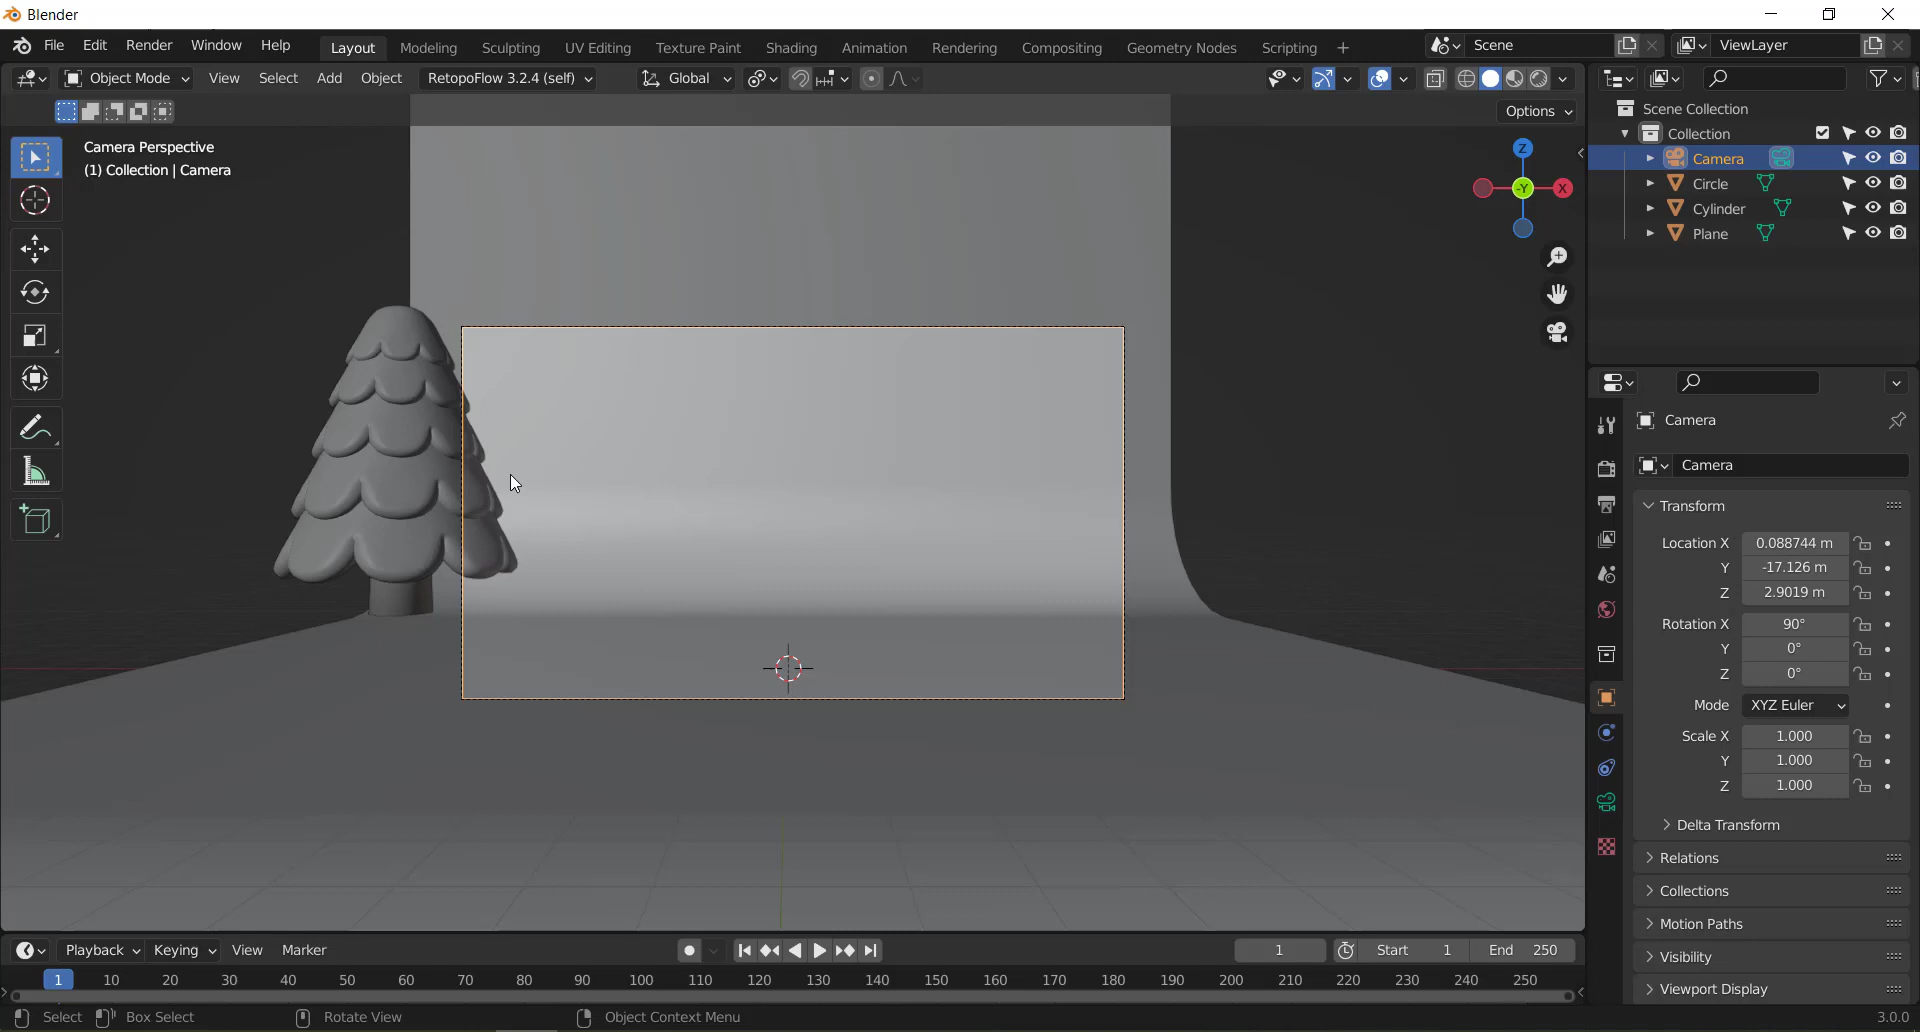 Blender
File Edit Render Window Help Layout Modeling Sculpting UV Editing Texture Paint Shading Animation Rendering Compositing Geometry Nodes Scripting + Scene ViewLayer
Object Mode View Select Add Object RetopoFlow 3.2.4 (self) Global
Options
Camera Perspective
(1) Collection | Camera
Z
-Y
X
Scene Collection
Collection
Camera
Circle
Cylinder
Plane
Camera
Camera
Transform
Location X 0.088744 m
Y -17.126 m
Z 2.9019 m
Rotation X 90°
Y 0°
Z 0°
Mode XYZ Euler
Scale X 1.000
Y 1.000
Z 1.000
Delta Transform
Relations
Collections
Motion Paths
Visibility
Viewport Display
Playback Keying View Marker 1 Start 1 End 250
1 10 20 30 40 50 60 70 80 90 100 110 120 130 140 150 160 170 180 190 200 210 220 230 240 250
Select Box Select Rotate View Object Context Menu 3.0.0